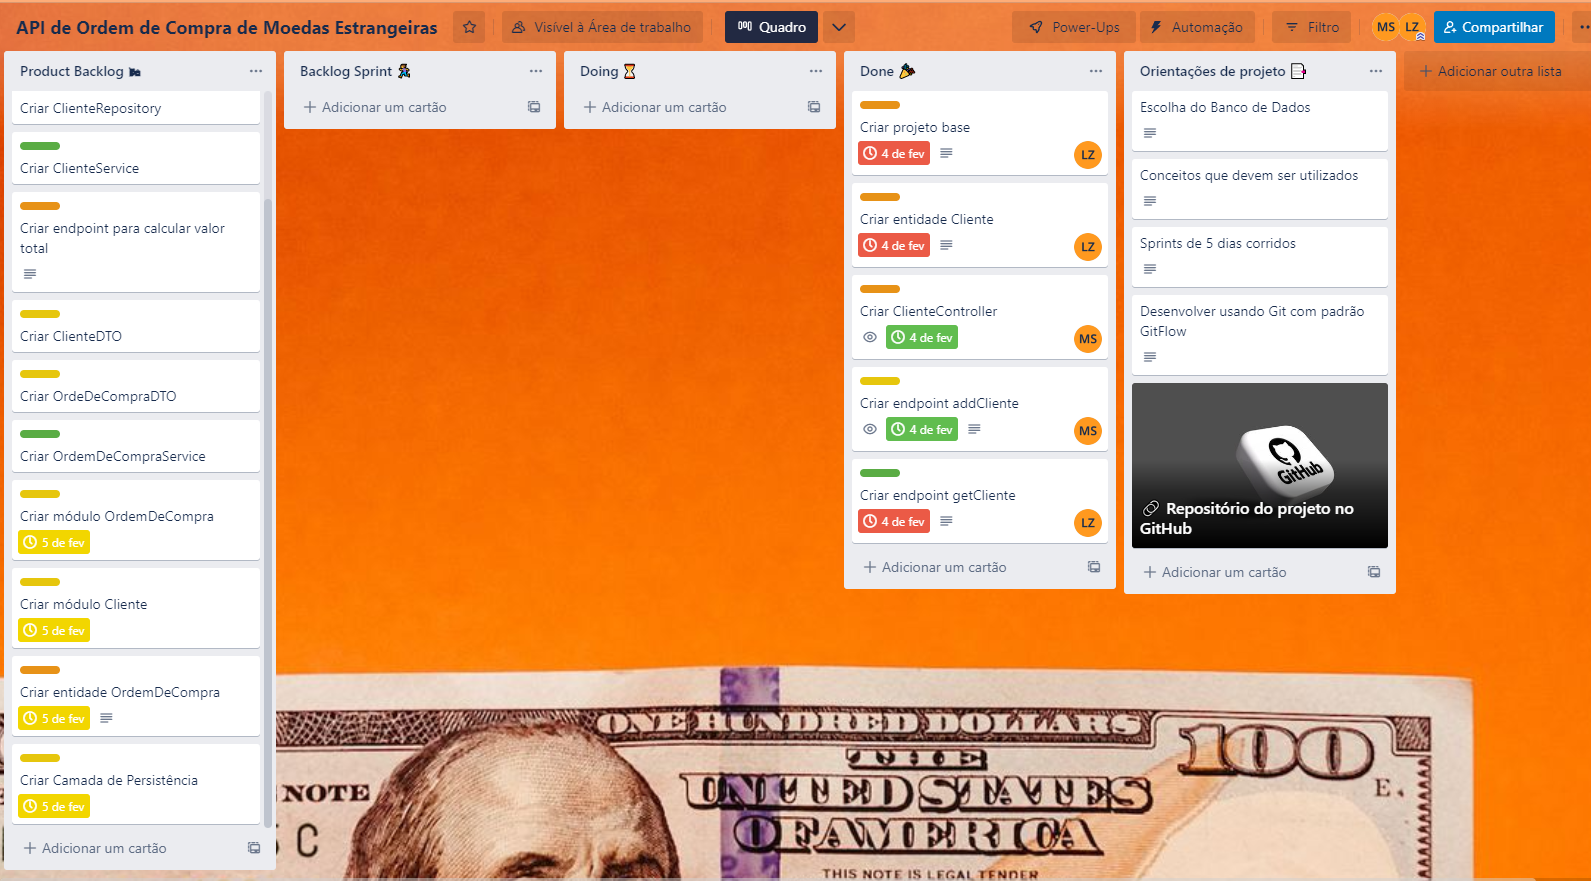 API de Ordem de Compra de Moedas Estrangeiras
Visível à Área de trabalho
Quadro
Power-Ups
Automação
Filtro
MS
LZ
Compartilhar
Product Backlog
Criar ClienteRepository
Criar ClienteService
Criar endpoint para calcular valor
total
Criar ClienteDTO
Criar OrdeDeCompraDTO
Criar OrdemDeCompraService
Criar módulo OrdemDeCompra
5 de fev
Criar módulo Cliente
5 de fev
Criar entidade OrdemDeCompra
5 de fev
Criar Camada de Persistência
5 de fev
Adicionar um cartão
Backlog Sprint
Adicionar um cartão
Doing
Adicionar um cartão
Done
Criar projeto base
4 de fev
LZ
Criar entidade Cliente
4 de fev
LZ
Criar ClienteController
4 de fev
MS
Criar endpoint addCliente
4 de fev
MS
Criar endpoint getCliente
4 de fev
LZ
Adicionar um cartão
Orientações de projeto
Escolha do Banco de Dados
Conceitos que devem ser utilizados
Sprints de 5 dias corridos
Desenvolver usando Git com padrão
GitFlow
GitHub
Repositório do projeto no
GitHub
Adicionar um cartão
Adicionar outra lista
ONE HUNDRED DOLLARS
100
NOTE
THE
UNITED STATES
OF AMERICA
E.
C
THIS NOTE IS LEGAL TENDER